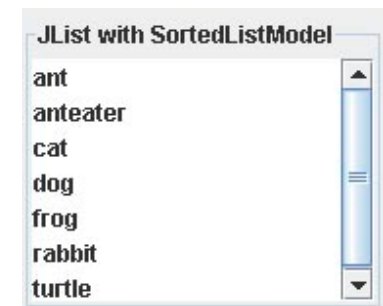 JList with SortedListModel
ant
anteater
cat
dog
frog
rabbit
turtle